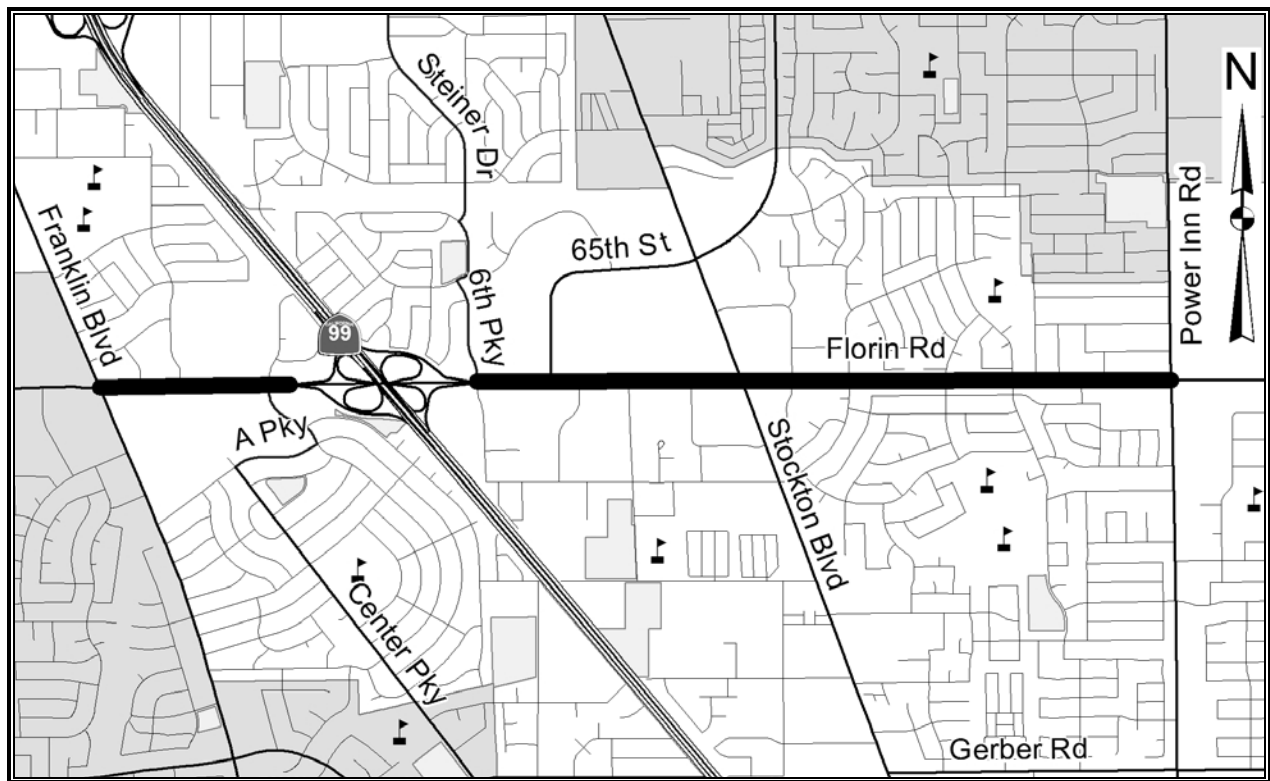 Steiner Dr
N
Franklin Blvd
65th St
Power Inn Rd
6th Pky
99
Florin Rd
A Pky
Stockton Blvd
Center Pky
Gerber Rd